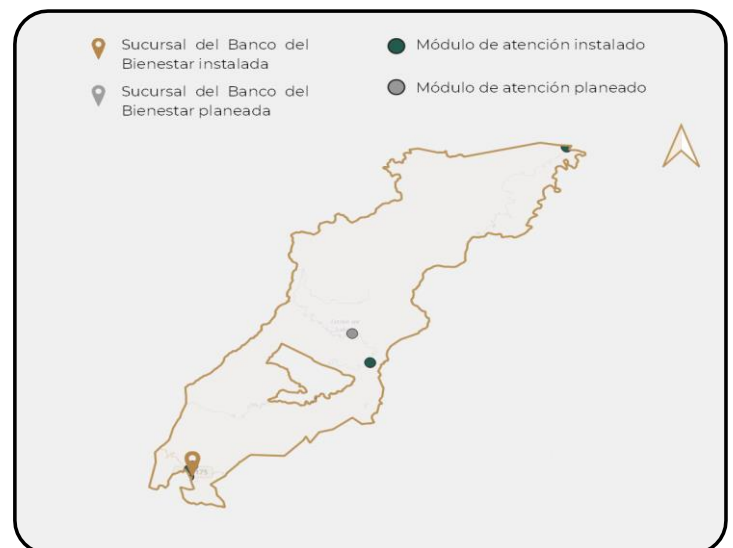 Sucursal del Banco del
Bienestar instalada
Módulo de atención instalado
Sucursal del Banco del
Bienestar planeada
Módulo de atención planeado